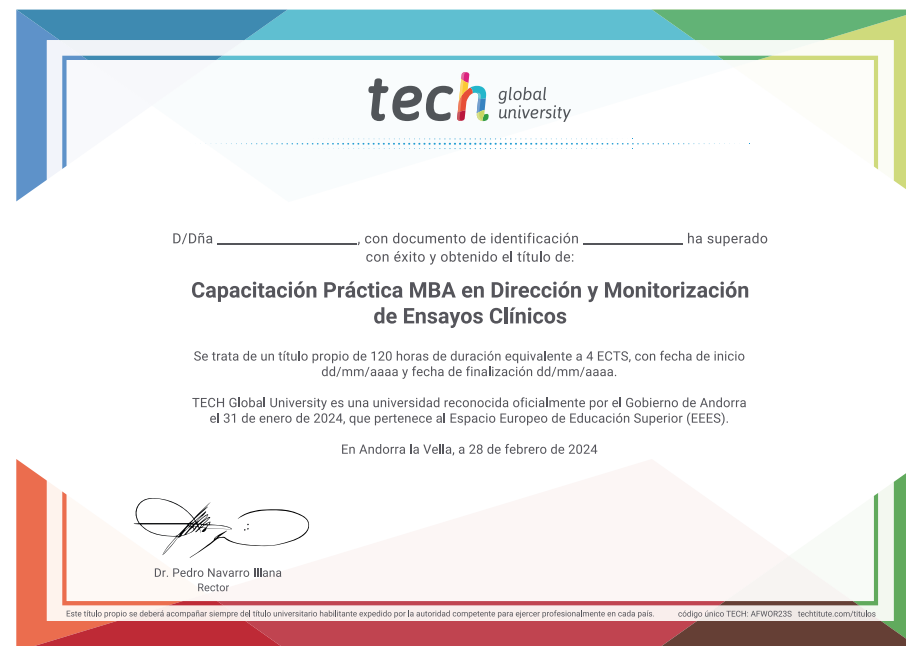 tech global
university
D/Dña ____________________, con documento de identificación ______________ ha superado
con éxito y obtenido el título de:
Capacitación Práctica MBA en Dirección y Monitorización
de Ensayos Clínicos
Se trata de un título propio de 120 horas de duración equivalente a 4 ECTS, con fecha de inicio
dd/mm/aaaa y fecha de finalización dd/mm/aaaa.
TECH Global University es una universidad reconocida oficialmente por el Gobierno de Andorra
el 31 de enero de 2024, que pertenece al Espacio Europeo de Educación Superior (EEES).
En Andorra la Vella, a 28 de febrero de 2024
Dr. Pedro Navarro Illana
Rector
Este título propio se deberá acompañar siempre del título universitario habilitante expedido por la autoridad competente para ejercer profesionalmente en cada país. código único TECH: AFWOR23S techtitute.com/titulos